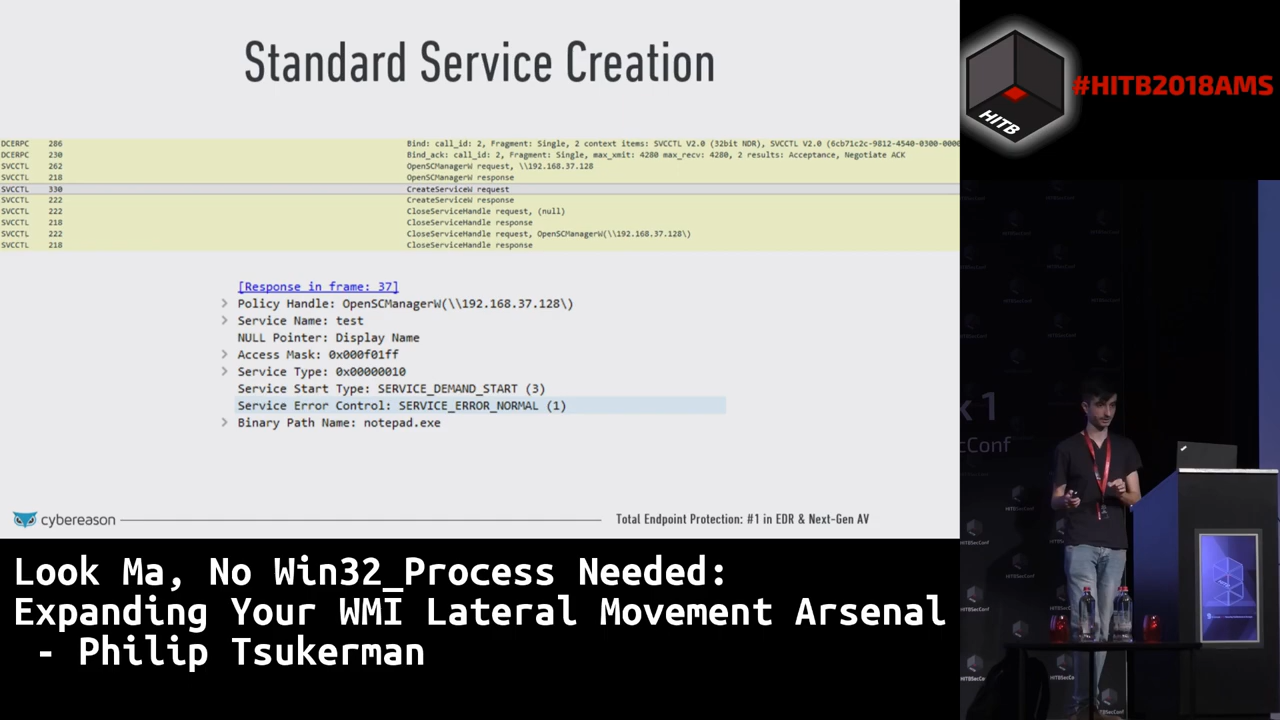 Standard Service Creation
DCERPC 286 Bind: call_id: 2, Fragment: Single, 2 context items: SVCCTL V2.0 (32bit NDR), SVCCTL V2.0 (6cb71c2c-9812-4540-0300-0000
DCERPC 230 Bind_ack: call_id: 2, Fragment: Single, max_xmit: 4280 max_recv: 4280, 2 results: Acceptance, Negotiate ACK
SVCCTL 262 OpenSCManagerW request, \\192.168.37.128
SVCCTL 218 OpenSCManagerW response
SVCCTL 330 CreateServiceW request
SVCCTL 222 CreateServiceW response
SVCCTL 222 CloseServiceHandle request, (null)
SVCCTL 218 CloseServiceHandle response
SVCCTL 222 CloseServiceHandle request, OpenSCManagerW(\\192.168.37.128\)
SVCCTL 218 CloseServiceHandle response
[Response in frame: 37]
Policy Handle: OpenSCManagerW(\\192.168.37.128\)
Service Name: test
NULL Pointer: Display Name
Access Mask: 0x000f01ff
Service Type: 0x00000010
Service Start Type: SERVICE_DEMAND_START (3)
Service Error Control: SERVICE_ERROR_NORMAL (1)
Binary Path Name: notepad.exe
cybereason
Total Endpoint Protection: #1 in EDR & Next-Gen AV
Look Ma, No Win32_Process Needed:
Expanding Your WMI Lateral Movement Arsenal
- Philip Tsukerman
HITB
#HITB2018AMS
k 1
SecConf
HITBSecConf